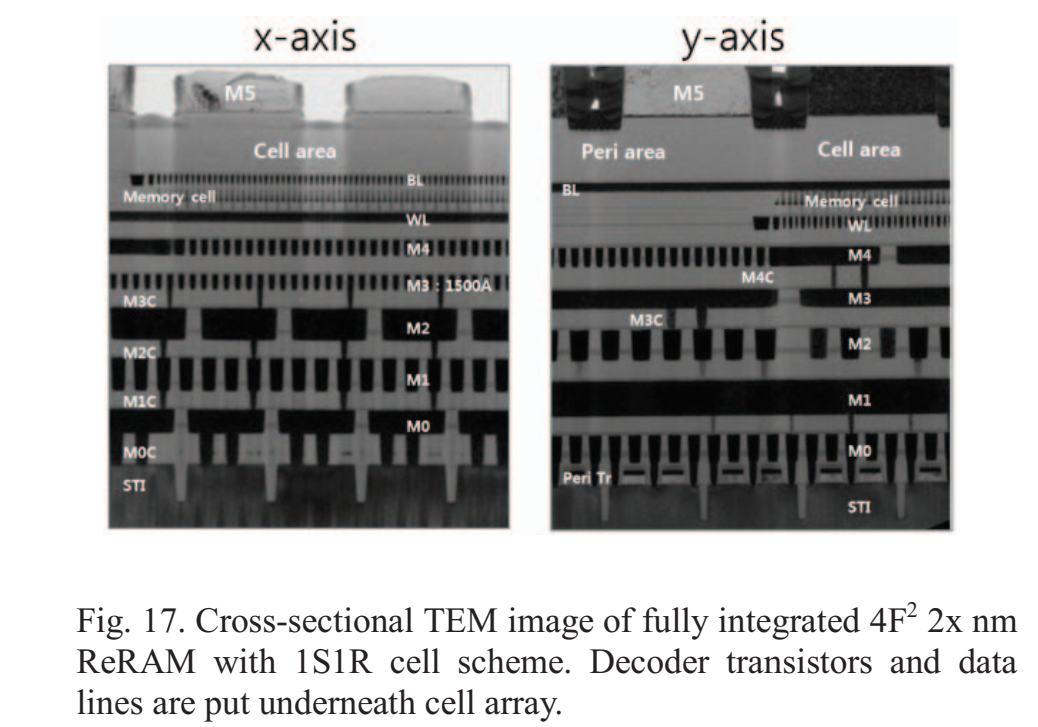 x-axis
y-axis
M5
Cell area
BL
Memory cell
WL
M4
M3 : 1500A
M3C
M2
M2C
M1
M1C
M0
M0C
STI
M5
Peri area
Cell area
BL
Memory cell
WL
M4
M4C
M3
M3C
M2
M1
M0
Peri Tr
STI
Fig. 17. Cross-sectional TEM image of fully integrated 4F² 2x nm
ReRAM with 1S1R cell scheme. Decoder transistors and data
lines are put underneath cell array.